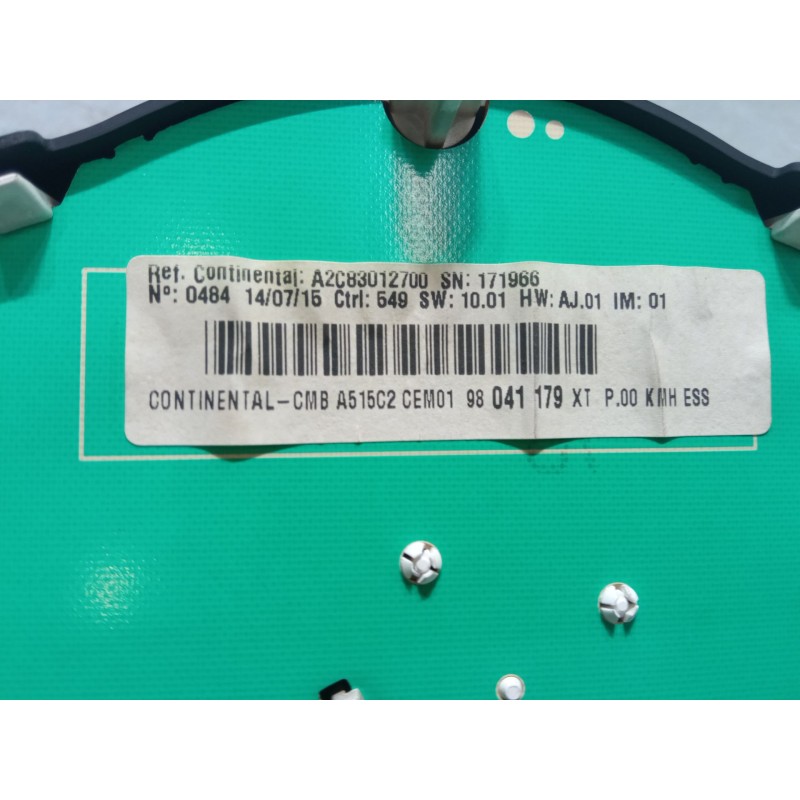 Ref. Continental: A2C83012700 SN: 171966
Nº: 0484 14/07/15 Ctrl: 549 SW: 10.01 HW: AJ.01 IM: 01
CONTINENTAL-CMB A515C2 CEM01 98 041 179 XT P.00 KMH ESS